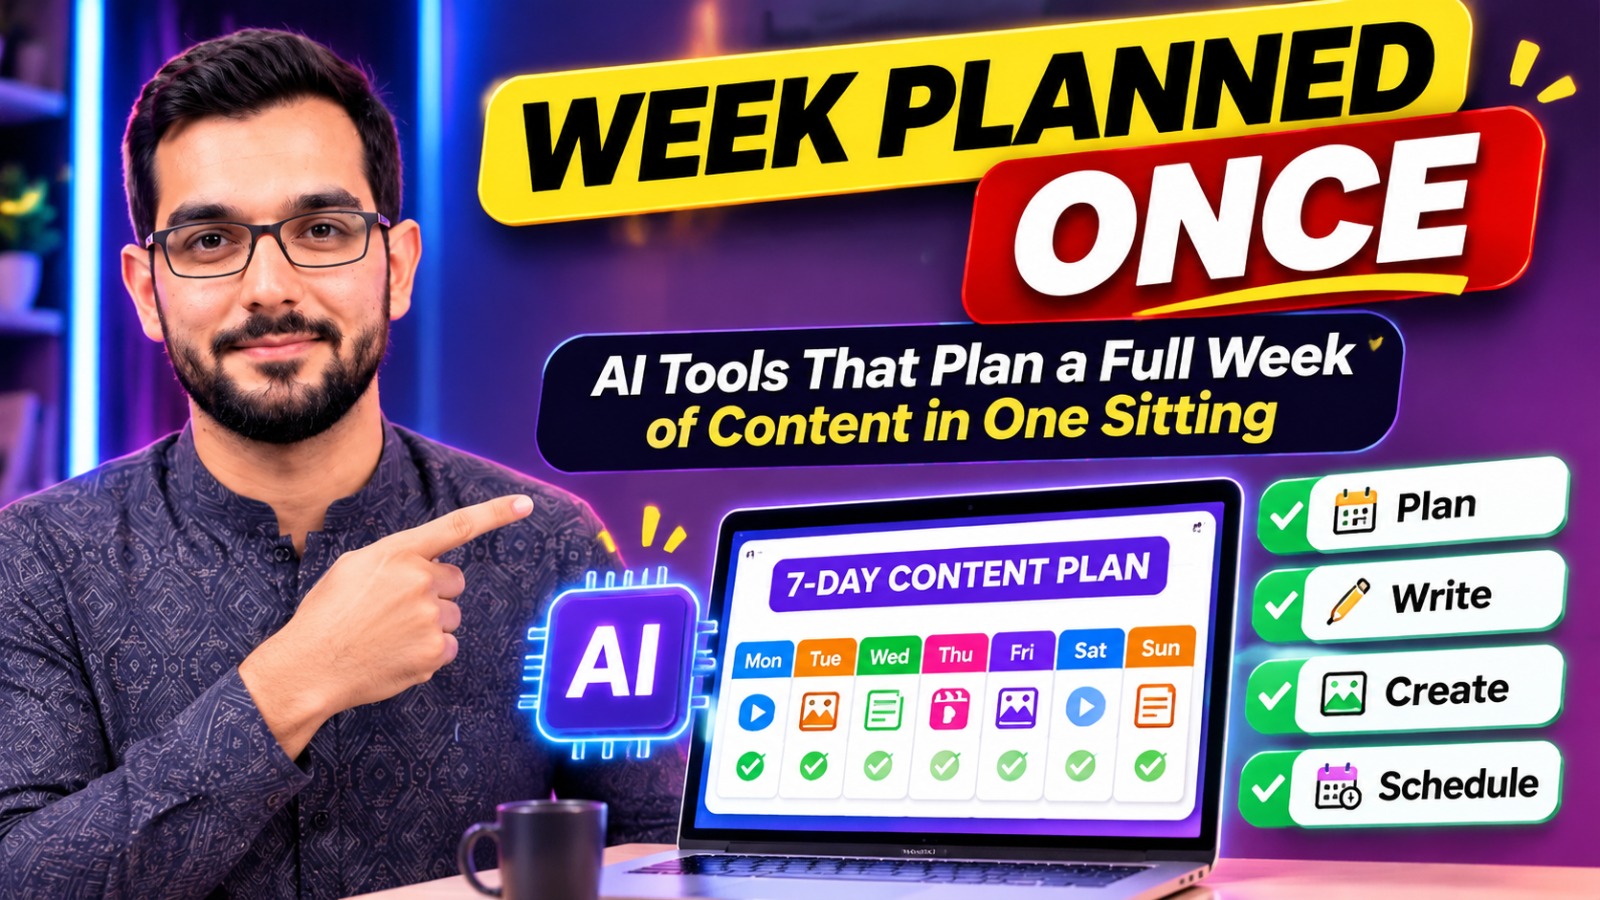 WEEK PLANNED
ONCE
AI Tools That Plan a Full Week
of Content in One Sitting
7-DAY CONTENT PLAN
Mon Tue Wed Thu Fri Sat Sun
AI
Plan
Write
Create
Schedule